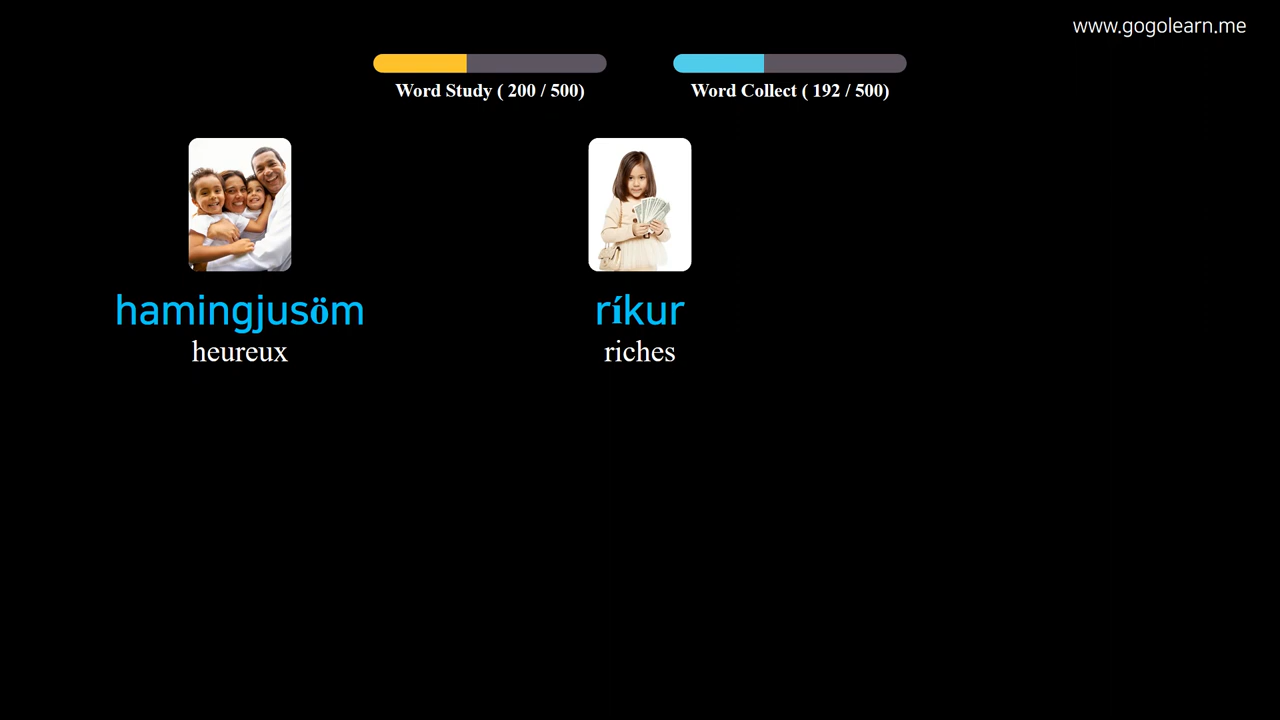 www.gogolearn.me
Word Study ( 200 / 500)
Word Collect ( 192 / 500)
hamingjusöm
heureux
ríkur
riches